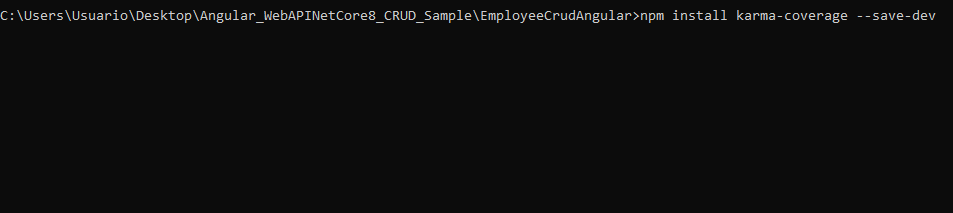 C:\Users\Usuario\Desktop\Angular_WebAPINetCore8_CRUD_Sample\EmployeeCrudAngular>npm install karma-coverage --save-dev